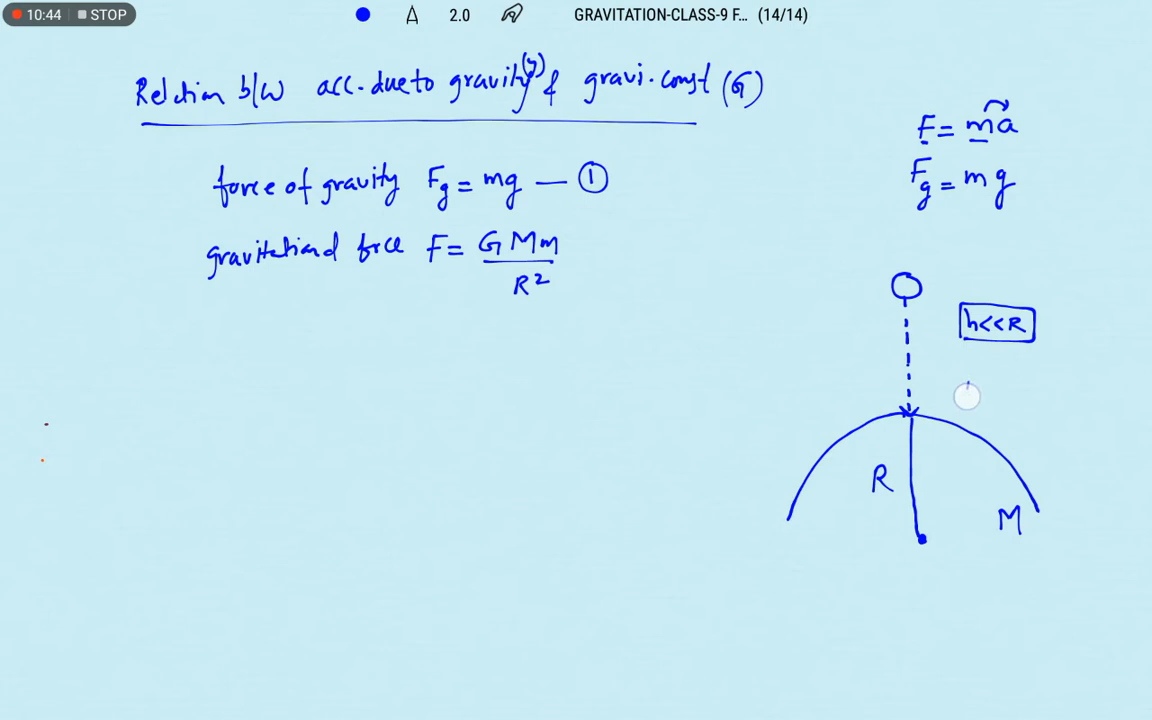 10:44 STOP
2.0
GRAVITATION-CLASS-9 F... (14/14)
Relation b/w acc. due to gravity (g) & gravi. const (G)
F = ma
Fg = mg
force of gravity Fg = mg — ①
gravitational force F = G M m
R²
h<<R
R
M